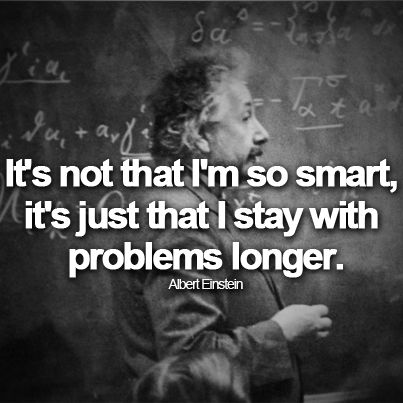 It's not that I'm so smart,
it's just that I stay with
problems longer.
Albert Einstein